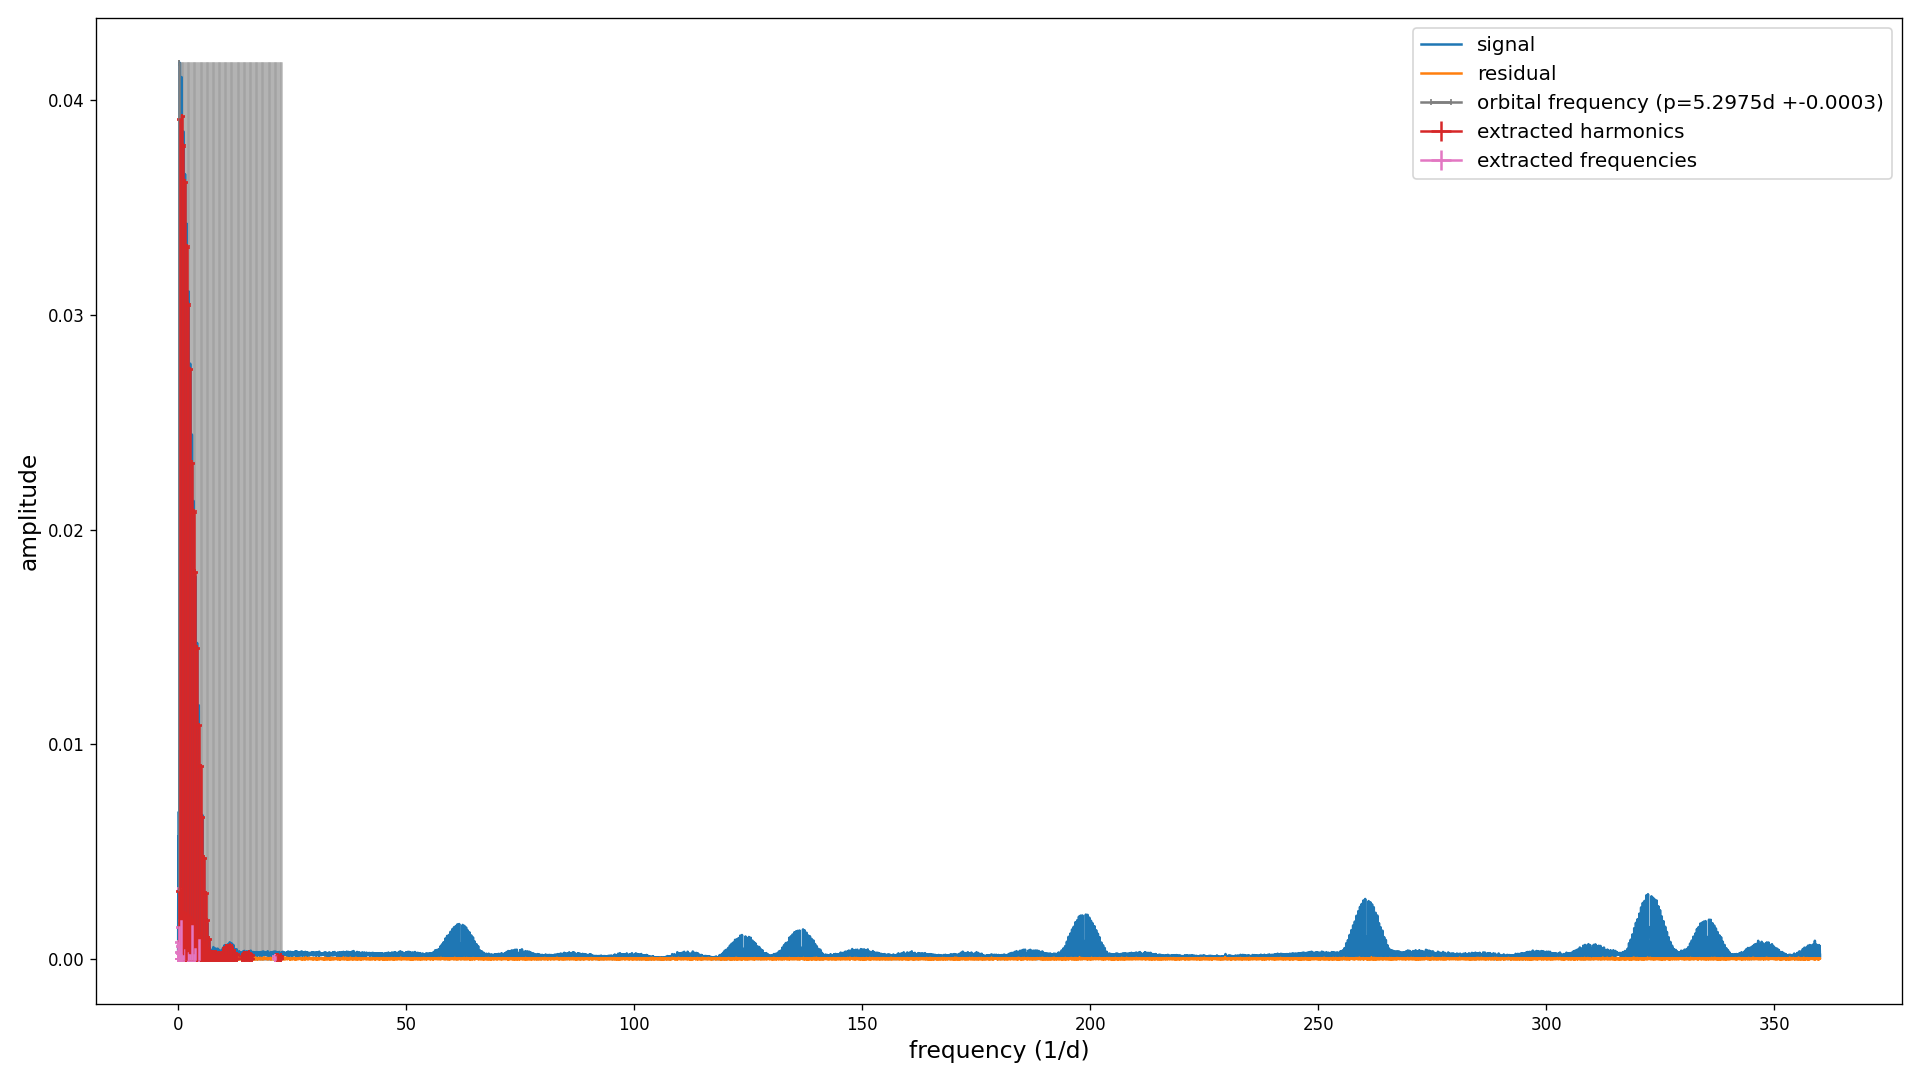 signal
residual
orbital frequency (p=5.2975d +-0.0003)
extracted harmonics
extracted frequencies
0.04
0.03
0.02
0.01
0.00
amplitude
0 50 100 150 200 250 300 350
frequency (1/d)